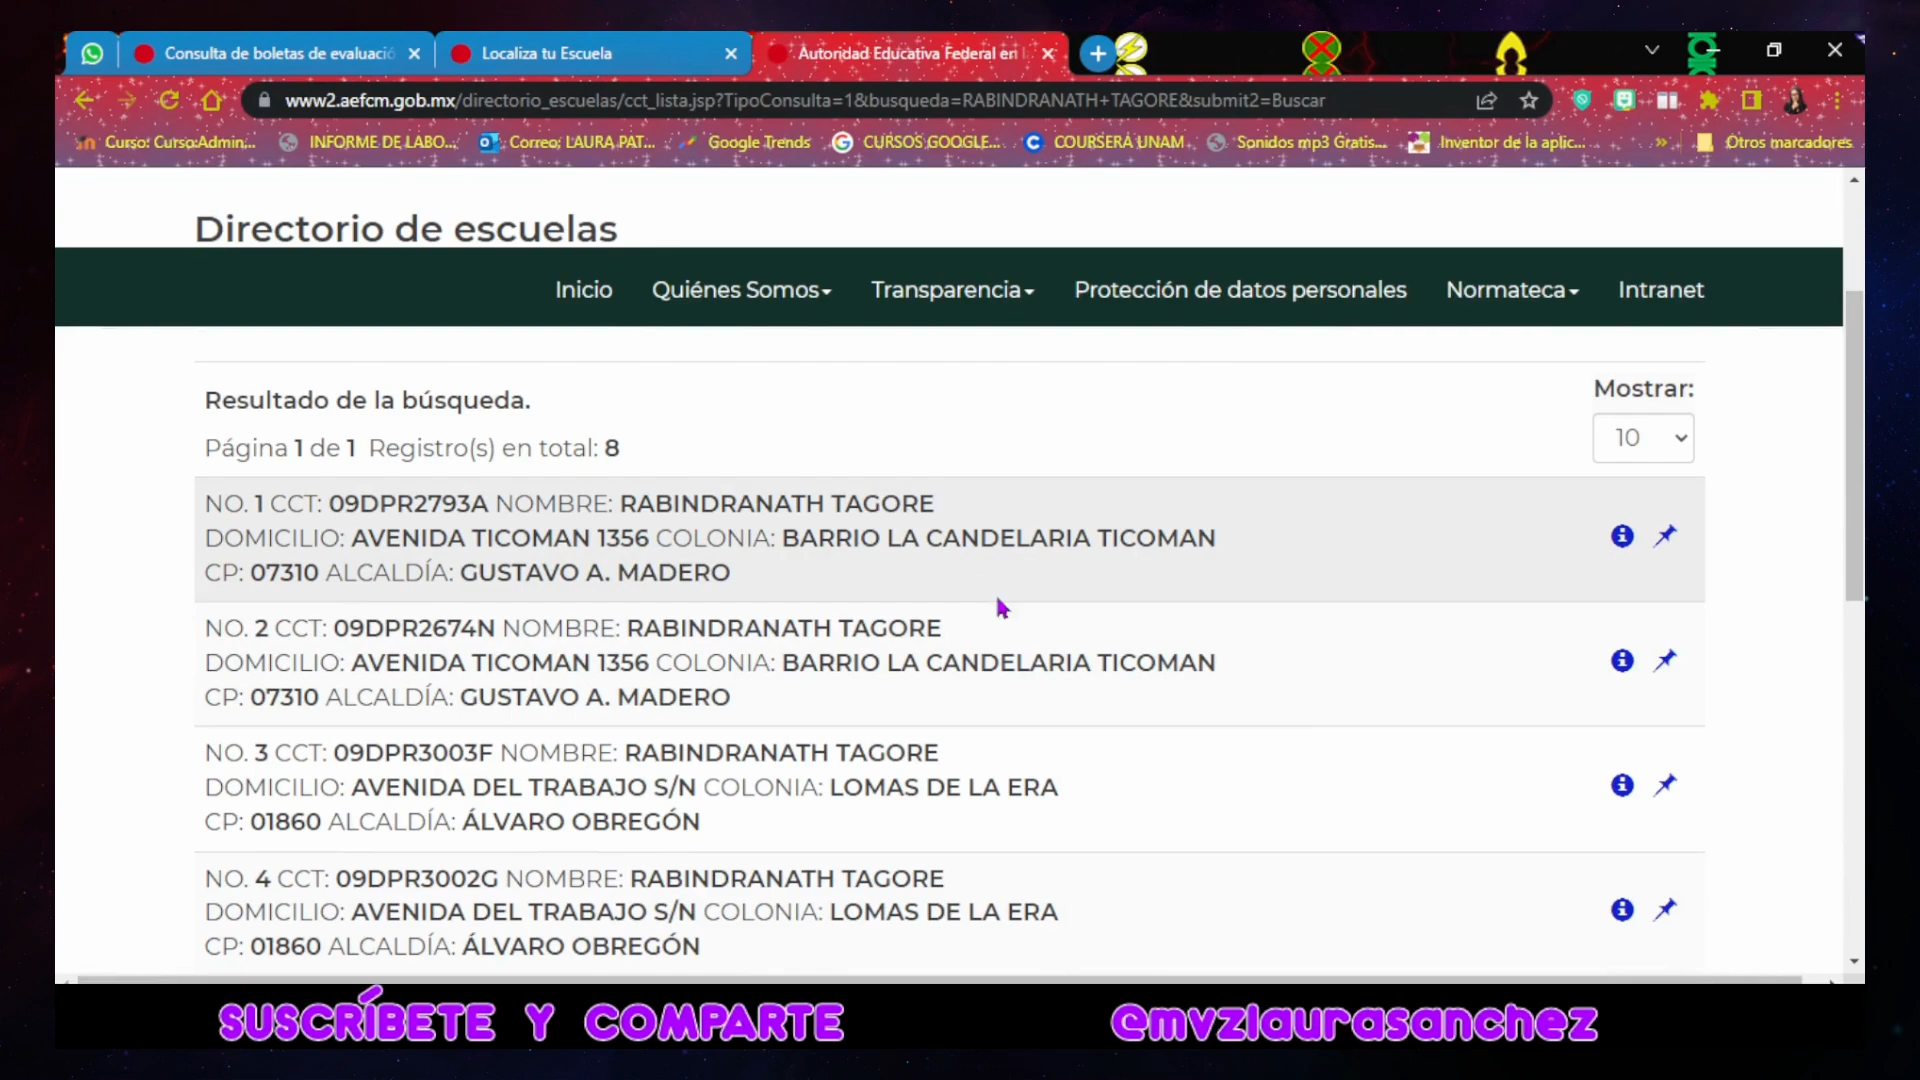 Consulta de boletas de evaluació
Localiza tu Escuela
Autoridad Educativa Federal en
www2.aefcm.gob.mx/directorio_escuelas/cct_lista.jsp?TipoConsulta=1&busqueda=RABINDRANATH+TAGORE&submit2=Buscar
Curso: CursoAdmin,...
INFORME DE LABO...
Correo; LAURA PAT...
Google Trends
CURSOS GOOGLE...
COURSERA UNAM
Sonidos mp3 Gratis...
Inventor de la aplic...
»
Otros marcadores
Directorio de escuelas
Inicio Quiénes Somos Transparencia Protección de datos personales Normateca Intranet
Resultado de la búsqueda.
Mostrar:
Página 1 de 1 Registro(s) en total: 8
10
NO. 1 CCT: 09DPR2793A NOMBRE: RABINDRANATH TAGORE
DOMICILIO: AVENIDA TICOMAN 1356 COLONIA: BARRIO LA CANDELARIA TICOMAN
CP: 07310 ALCALDÍA: GUSTAVO A. MADERO
NO. 2 CCT: 09DPR2674N NOMBRE: RABINDRANATH TAGORE
DOMICILIO: AVENIDA TICOMAN 1356 COLONIA: BARRIO LA CANDELARIA TICOMAN
CP: 07310 ALCALDÍA: GUSTAVO A. MADERO
NO. 3 CCT: 09DPR3003F NOMBRE: RABINDRANATH TAGORE
DOMICILIO: AVENIDA DEL TRABAJO S/N COLONIA: LOMAS DE LA ERA
CP: 01860 ALCALDÍA: ÁLVARO OBREGÓN
NO. 4 CCT: 09DPR3002G NOMBRE: RABINDRANATH TAGORE
DOMICILIO: AVENIDA DEL TRABAJO S/N COLONIA: LOMAS DE LA ERA
CP: 01860 ALCALDÍA: ÁLVARO OBREGÓN
SUSCRÍBETE Y COMPARTE
@mvzlaurasanchez